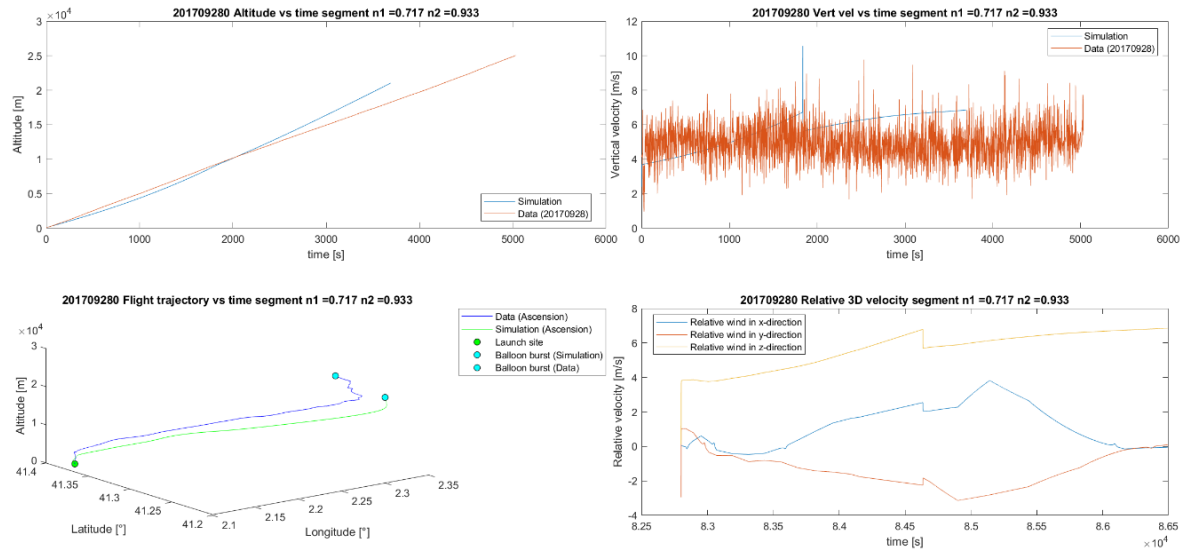 201709280 Altitude vs time segment n1 =0.717 n2 =0.933
×10⁴
3
2.5
2
1.5
1
0.5
0
Altitude [m]
0 1000 2000 3000 4000 5000 6000
time [s]
Simulation
Data (20170928)
201709280 Vert vel vs time segment n1 =0.717 n2 =0.933
12
10
8
6
4
2
0
Vertical velocity [m/s]
0 1000 2000 3000 4000 5000 6000
time [s]
Simulation
Data (20170928)
201709280 Flight trajectory vs time segment n1 =0.717 n2 =0.933
×10⁴
3
2
1
0
Altitude [m]
41.4
41.35
41.3
41.25
41.2
Latitude [°]
2.1
2.15
2.2
2.25
2.3
2.35
Longitude [°]
Data (Ascension)
Simulation (Ascension)
Launch site
Balloon burst (Simulation)
Balloon burst (Data)
201709280 Relative 3D velocity segment n1 =0.717 n2 =0.933
8
6
4
2
0
-2
-4
Relative velocity [m/s]
Relative wind in x-direction
Relative wind in y-direction
Relative wind in z-direction
8.25 8.3 8.35 8.4 8.45 8.5 8.55 8.6 8.65
time [s]
×10⁴